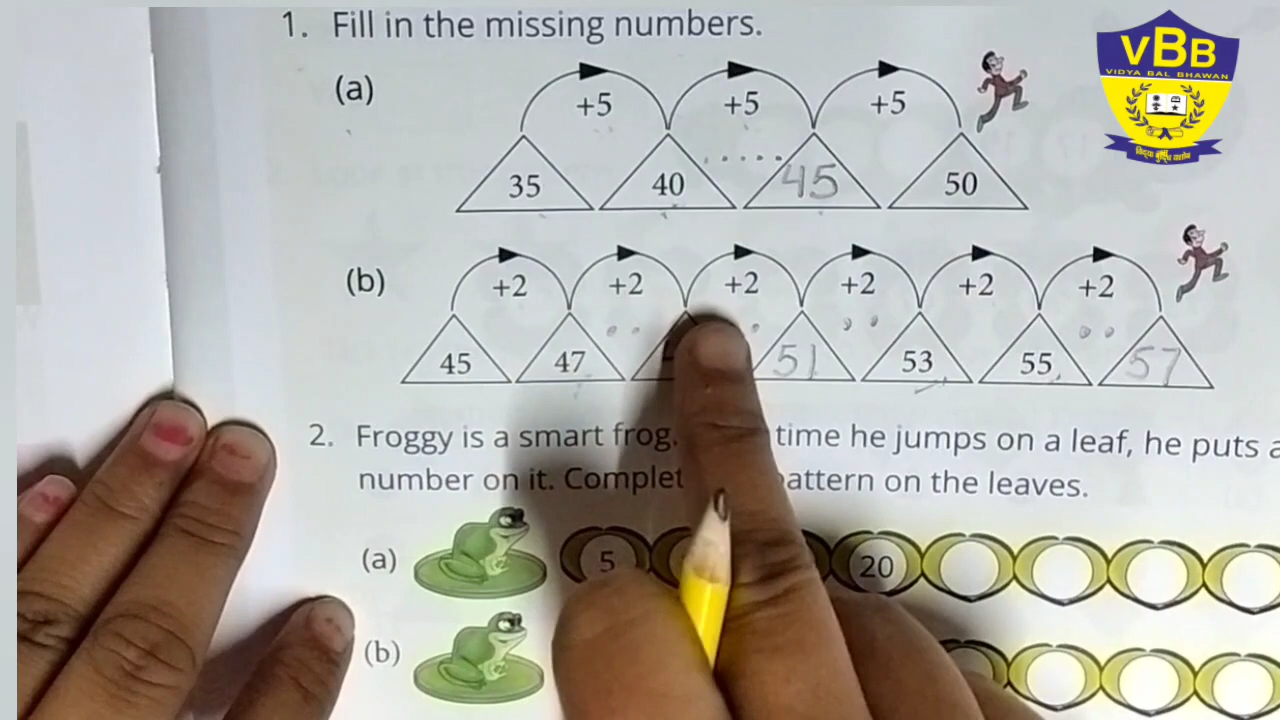 1. Fill in the missing numbers.
VBB
VIDYA BAL BHAWAN
(a)
+5 +5 +5
35 40 45 50
(b)
+2 +2 +2 +2 +2 +2
45 47 51 53 55 57
2. Froggy is a smart frog. time he jumps on a leaf, he puts a
number on it. Complet attern on the leaves.
(a) 5 20
(b)